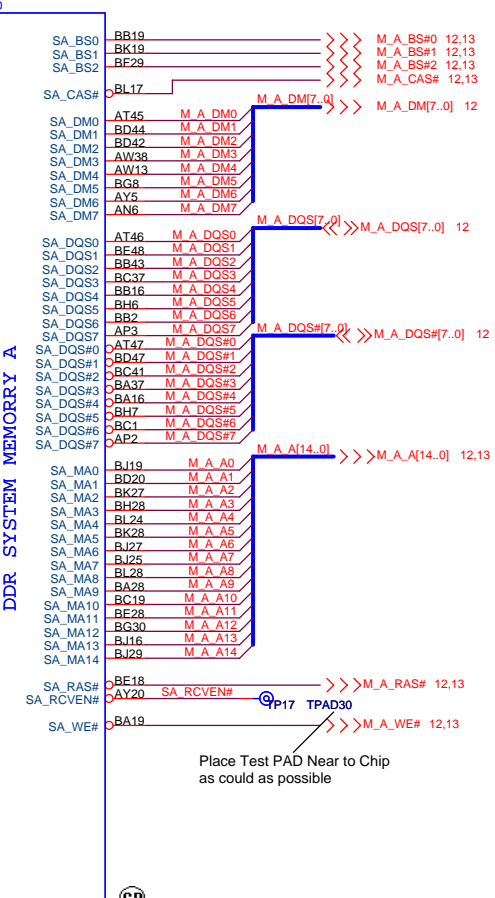 SA_BS0 BB19 M_A_BS#0 12,13
SA_BS1 BK19 M_A_BS#1 12,13
SA_BS2 BF29 M_A_BS#2 12,13
M_A_CAS# 12,13
SA_CAS# BL17
M_A_DM[7..0] M_A_DM[7..0] 12
SA_DM0 AT45 M_A_DM0
SA_DM1 BD44 M_A_DM1
SA_DM2 BD42 M_A_DM2
SA_DM3 AW38 M_A_DM3
SA_DM4 AW13 M_A_DM4
SA_DM5 BG8 M_A_DM5
SA_DM6 AY5 M_A_DM6
SA_DM7 AN6 M_A_DM7
M_A_DQS[7..0] M_A_DQS[7..0] 12
SA_DQS0 AT46 M_A_DQS0
SA_DQS1 BE48 M_A_DQS1
SA_DQS2 BB43 M_A_DQS2
SA_DQS3 BC37 M_A_DQS3
SA_DQS4 BB16 M_A_DQS4
SA_DQS5 BH6 M_A_DQS5
SA_DQS6 BB2 M_A_DQS6
SA_DQS7 AP3 M_A_DQS7
M_A_DQS#[7..0] M_A_DQS#[7..0] 12
SA_DQS#0 AT47 M_A_DQS#0
SA_DQS#1 BD47 M_A_DQS#1
SA_DQS#2 BC41 M_A_DQS#2
SA_DQS#3 BA37 M_A_DQS#3
SA_DQS#4 BA16 M_A_DQS#4
SA_DQS#5 BH7 M_A_DQS#5
SA_DQS#6 BC1 M_A_DQS#6
SA_DQS#7 AP2 M_A_DQS#7
DDR SYSTEM MEMORRY A
M_A_A[14..0] M_A_A[14..0] 12,13
SA_MA0 BJ19 M_A_A0
SA_MA1 BD20 M_A_A1
SA_MA2 BK27 M_A_A2
SA_MA3 BH28 M_A_A3
SA_MA4 BL24 M_A_A4
SA_MA5 BK28 M_A_A5
SA_MA6 BJ27 M_A_A6
SA_MA7 BJ25 M_A_A7
SA_MA8 BL28 M_A_A8
SA_MA9 BA28 M_A_A9
SA_MA10 BC19 M_A_A10
SA_MA11 BE28 M_A_A11
SA_MA12 BG30 M_A_A12
SA_MA13 BJ16 M_A_A13
SA_MA14 BJ29 M_A_A14
SA_RAS# BE18 M_A_RAS# 12,13
SA_RCVEN# AY20 SA_RCVEN# TP17 TPAD30
SA_WE# BA19 M_A_WE# 12,13
Place Test PAD Near to Chip
as could as possible